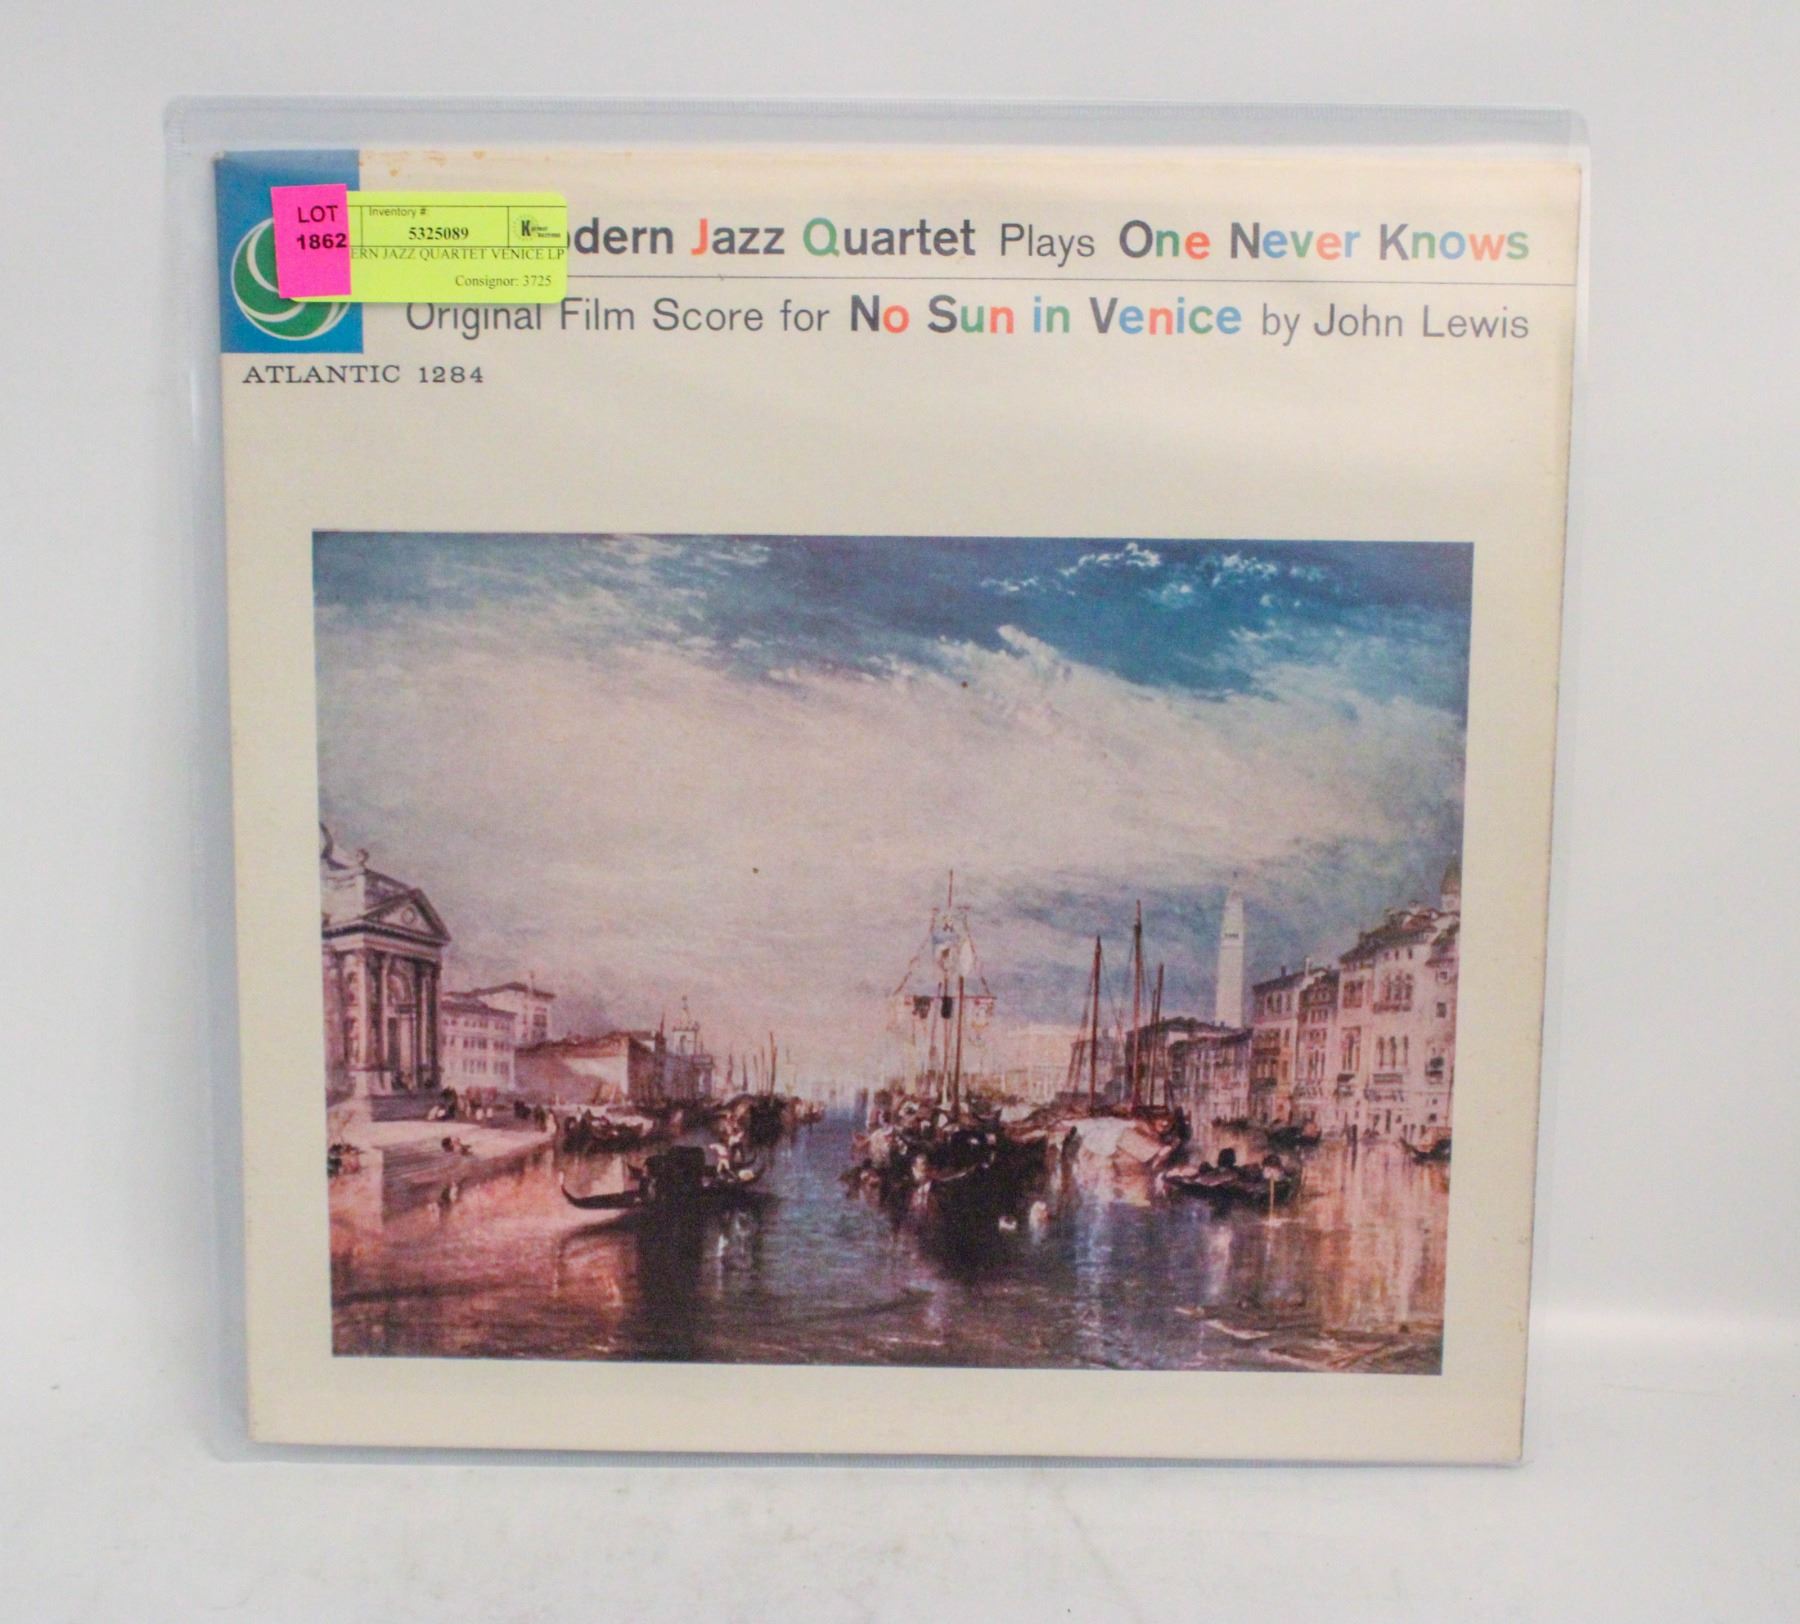 LOT
1862
Inventory #:
5325089
ERN JAZZ QUARTET VENICE LP
Consignor: 3725
odern Jazz Quartet Plays One Never Knows
Original Film Score for No Sun in Venice by John Lewis
ATLANTIC 1284